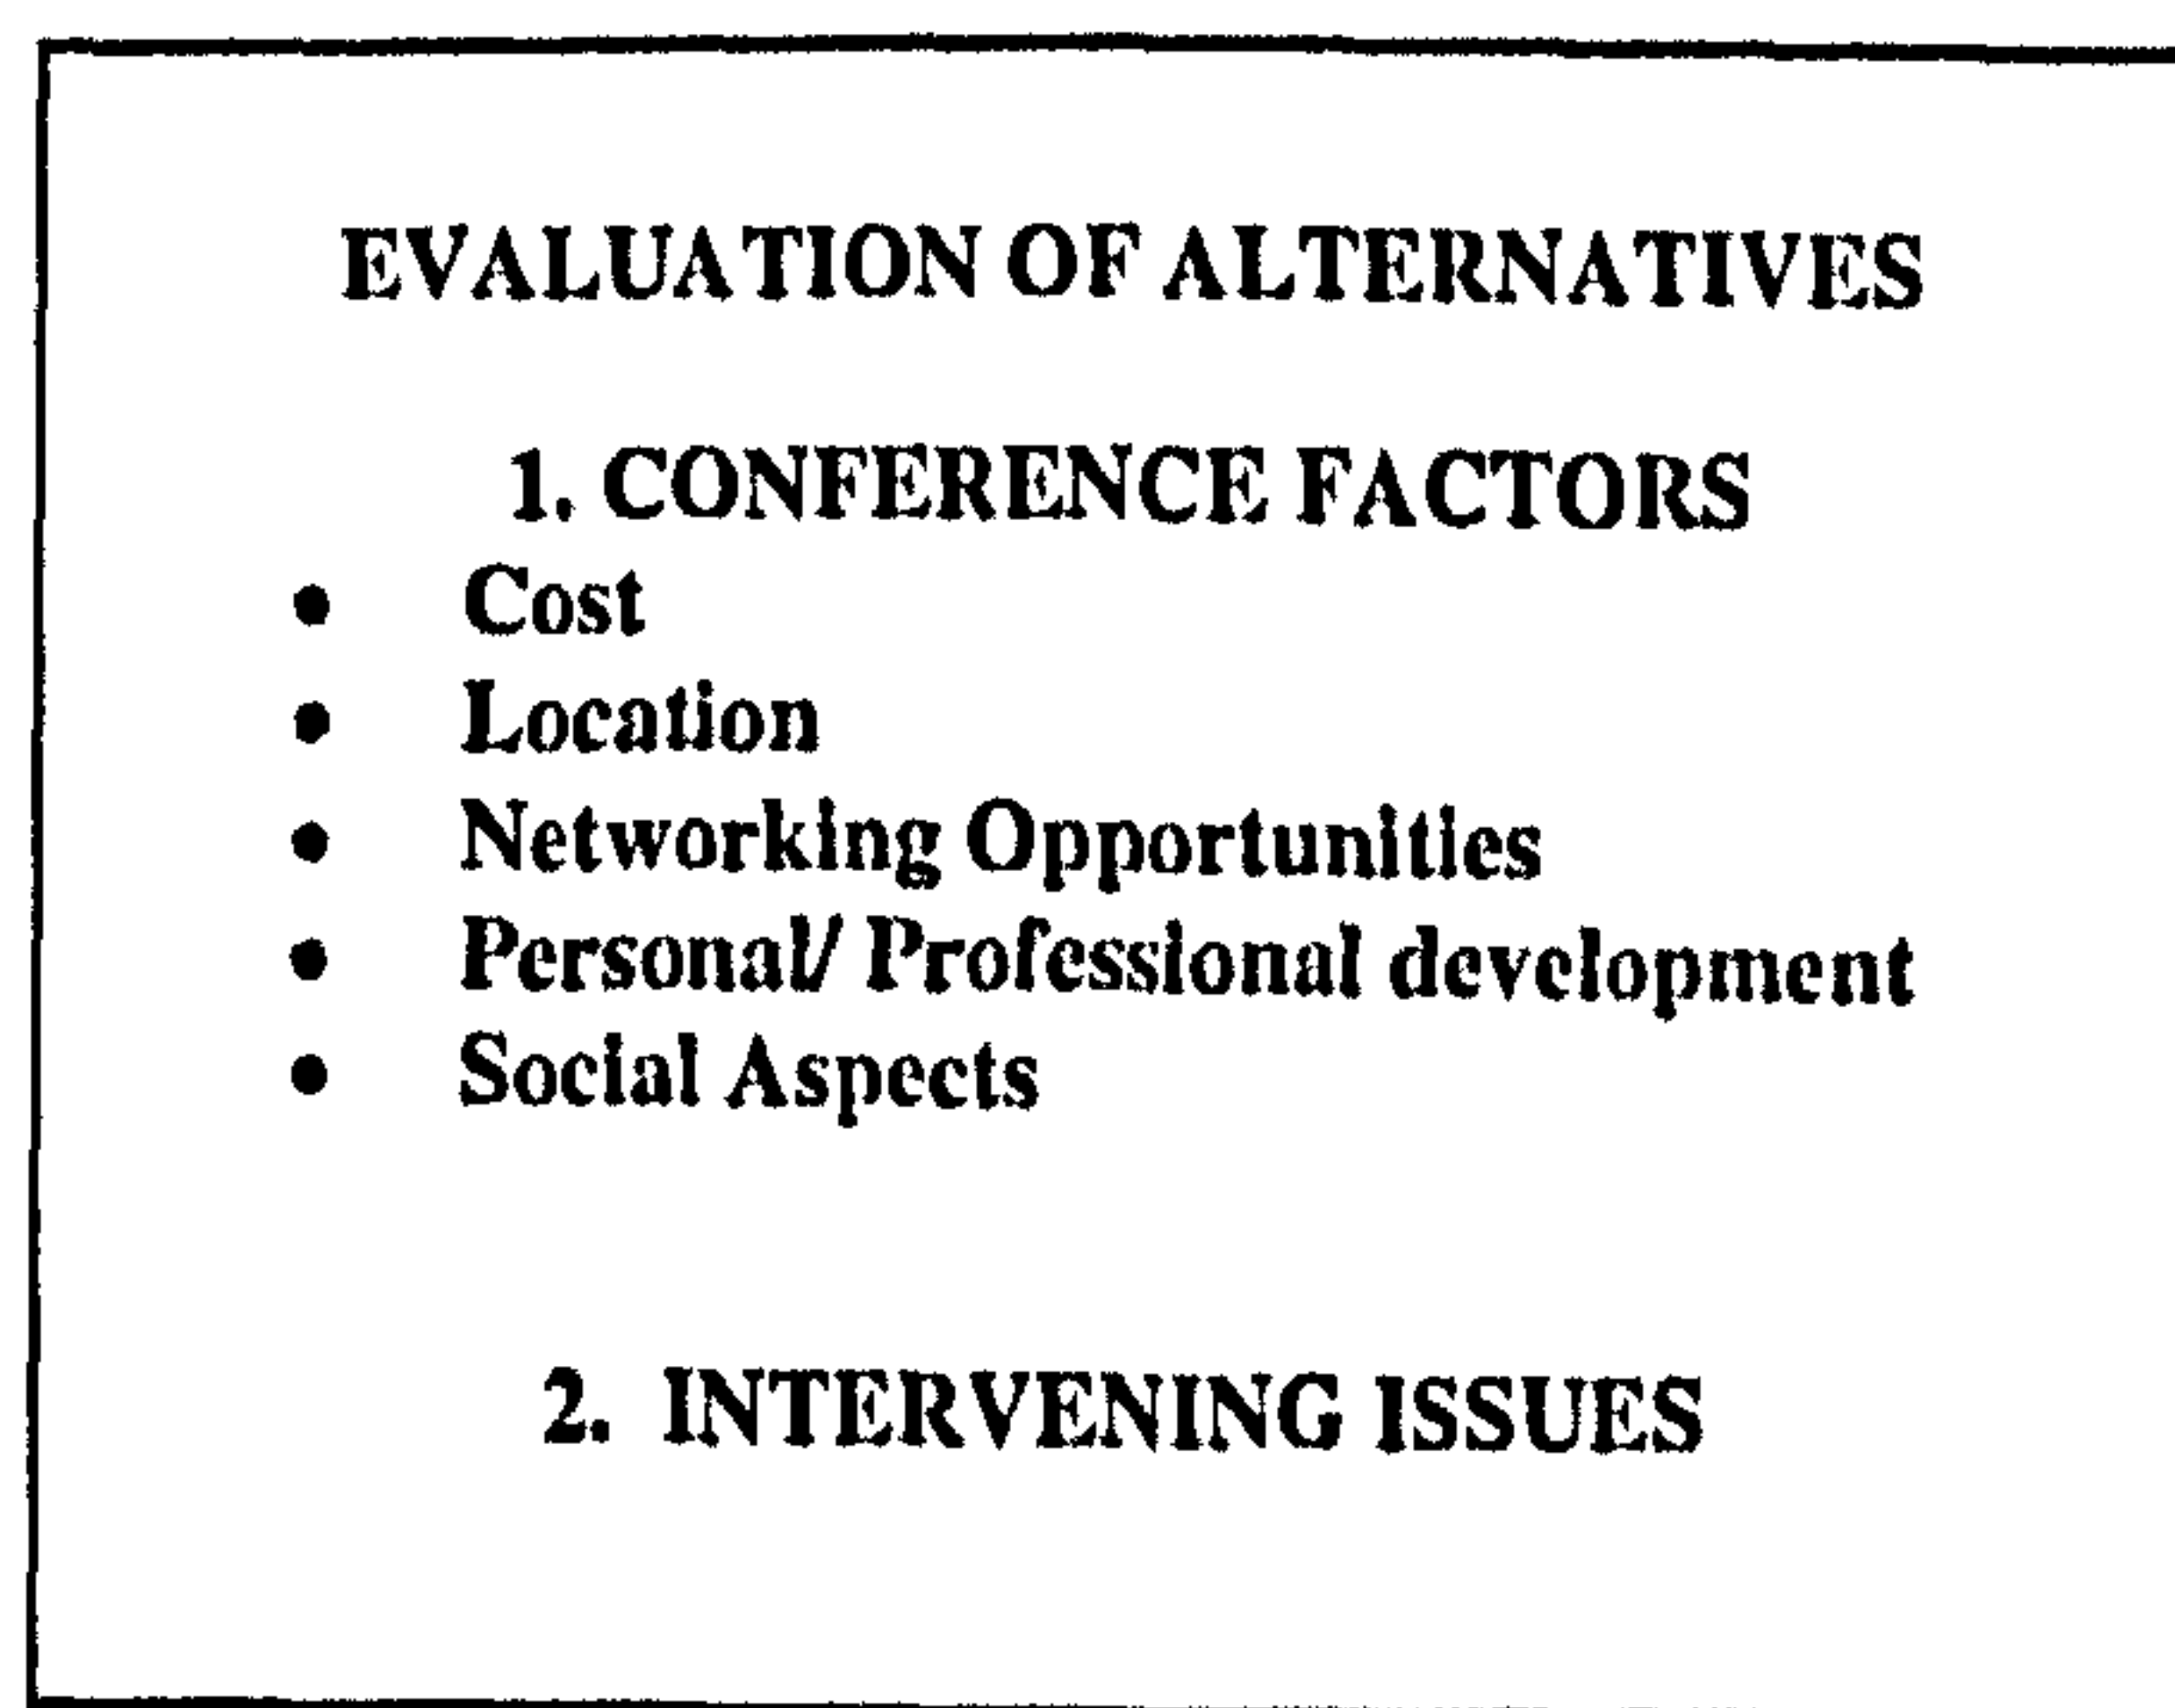 EVALUATION OF ALTERNATIVES
1. CONFERENCE FACTORS
• Cost
• Location
• Networking Opportunities
• Personal/ Professional development
• Social Aspects
2. INTERVENING ISSUES